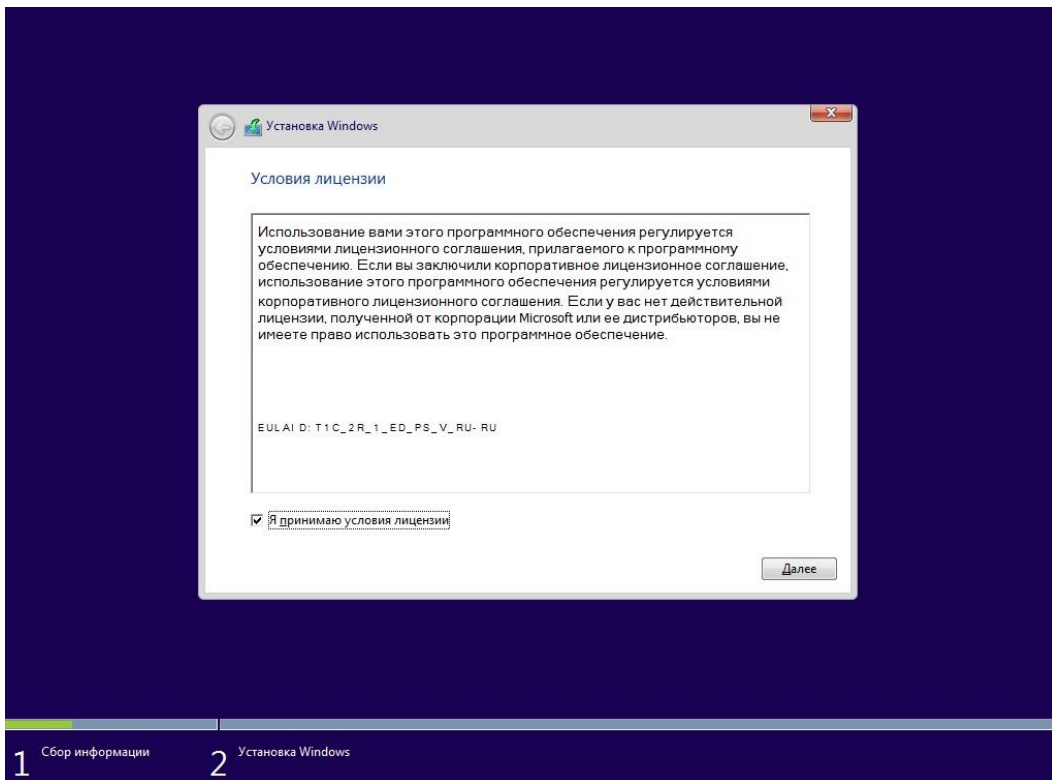 Установка Windows
Условия лицензии
Использование вами этого программного обеспечения регулируется
условиями лицензионного соглашения, прилагаемого к программному
обеспечению. Если вы заключили корпоративное лицензионное соглашение,
использование этого программного обеспечения регулируется условиями
корпоративного лицензионного соглашения. Если у вас нет действительной
лицензии, полученной от корпорации Microsoft или ее дистрибьюторов, вы не
имеете право использовать это программное обеспечение.
EULAI D: T1C_2R_1_ED_PS_V_RU-RU
Я принимаю условия лицензии
Далее
1 Сбор информации
2 Установка Windows